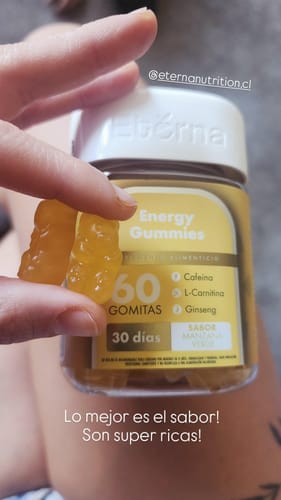 @eternanutrition.cl
Eterna
Energy
Gummies
ALIMENTICIO
60
GOMITAS
30 días
Cafeína
L-Carnitina
Ginseng
SABOR
MANZANA
VERDE
Lo mejor es el sabor!
Son super ricas!